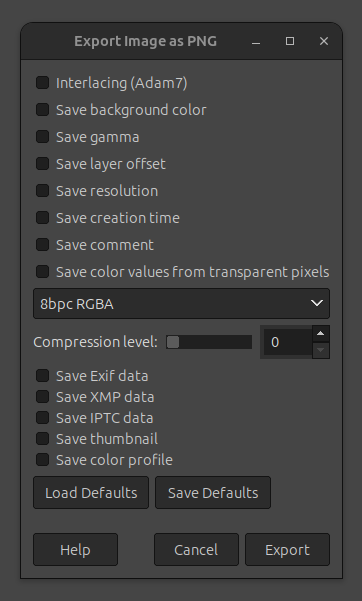 Export Image as PNG
Interlacing (Adam7)
Save background color
Save gamma
Save layer offset
Save resolution
Save creation time
Save comment
Save color values from transparent pixels
8bpc RGBA
Compression level: 0
Save Exif data
Save XMP data
Save IPTC data
Save thumbnail
Save color profile
Load Defaults Save Defaults
Help Cancel Export